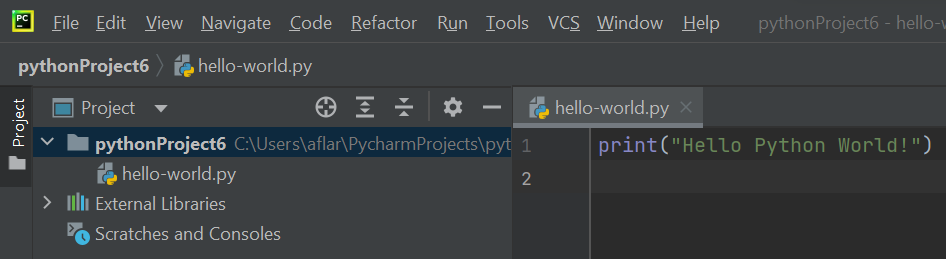 PC File Edit View Navigate Code Refactor Run Tools VCS Window Help pythonProject6 - hello-w
pythonProject6 hello-world.py
Project
Project
hello-world.py
pythonProject6 C:\Users\aflar\PycharmProjects\pyt
hello-world.py
External Libraries
Scratches and Consoles
1 print("Hello Python World!")
2